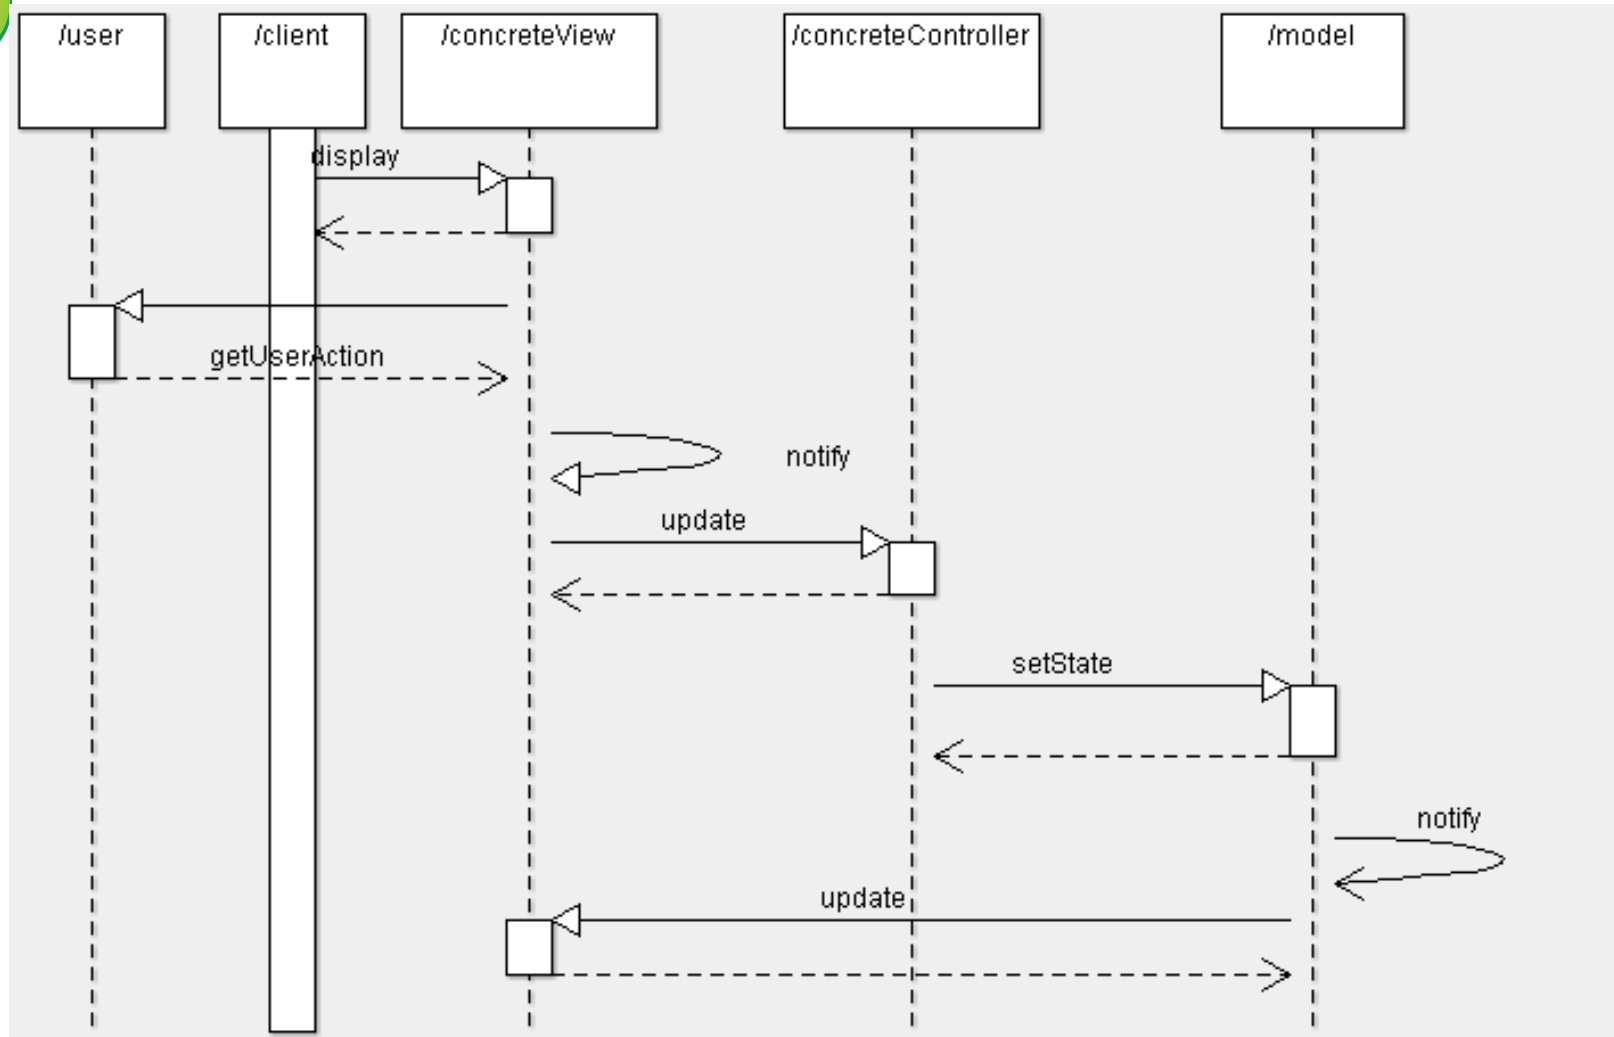 /user
/client
/concreteView
/concreteController
/model
display
getUserAction
notify
update
setState
notify
update